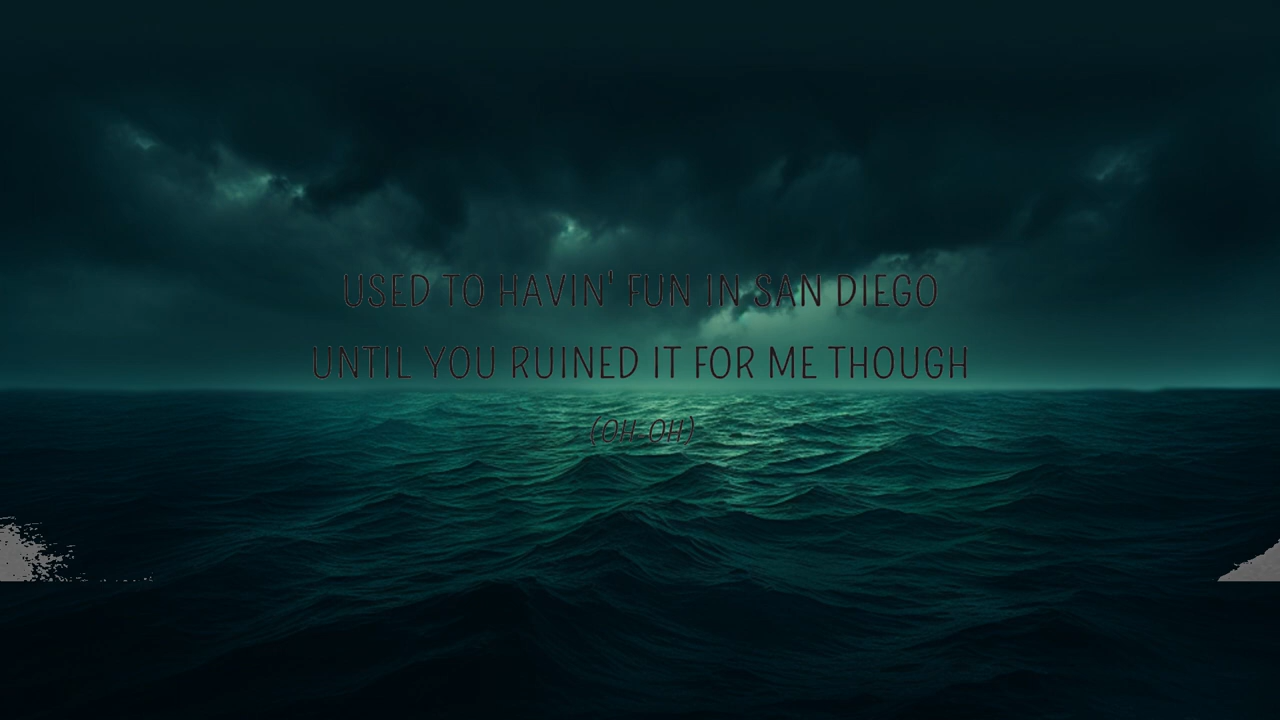 USED TO HAVIN' FUN IN SAN DIEGO
UNTIL YOU RUINED IT FOR ME THOUGH
(OH-OH)